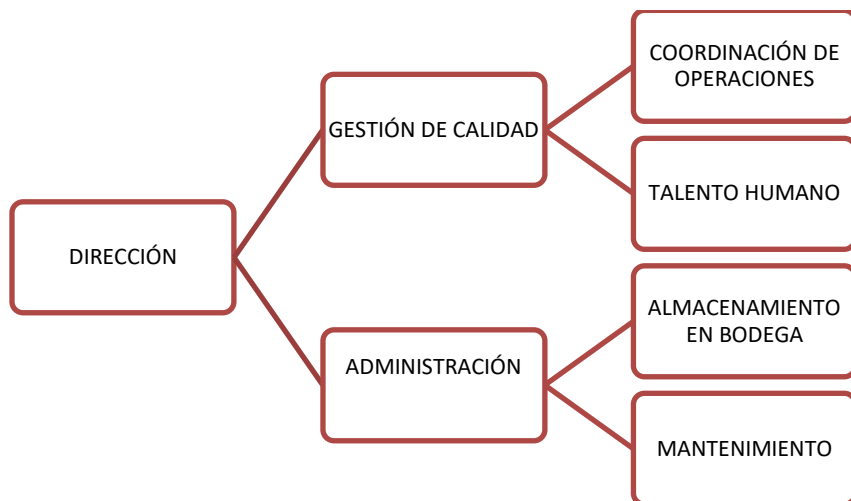 DIRECCIÓN
GESTIÓN DE CALIDAD
COORDINACIÓN DE
OPERACIONES
TALENTO HUMANO
ADMINISTRACIÓN
ALMACENAMIENTO
EN BODEGA
MANTENIMIENTO